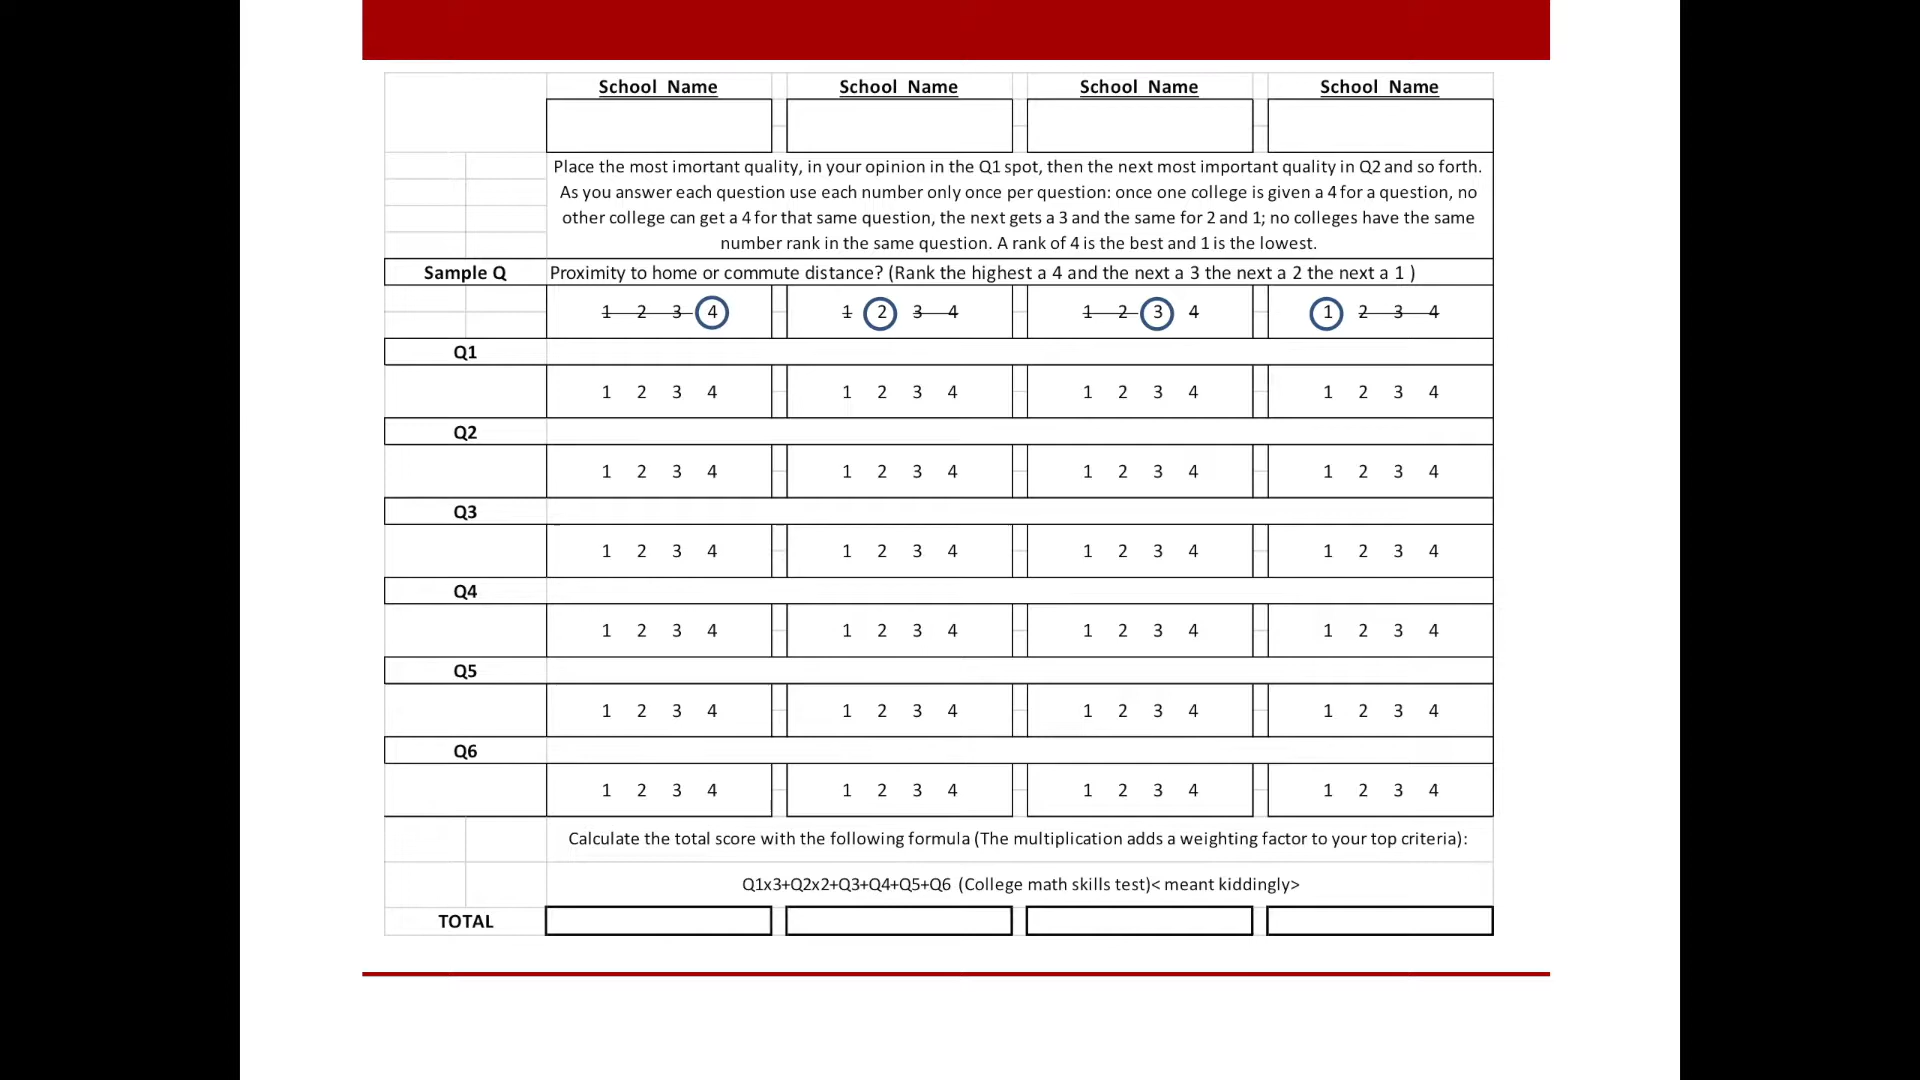 School Name School Name School Name School Name
Place the most imortant quality, in your opinion in the Q1 spot, then the next most important quality in Q2 and so forth.
As you answer each question use each number only once per question: once one college is given a 4 for a question, no
other college can get a 4 for that same question, the next gets a 3 and the same for 2 and 1; no colleges have the same
number rank in the same question. A rank of 4 is the best and 1 is the lowest.
Sample Q Proximity to home or commute distance? (Rank the highest a 4 and the next a 3 the next a 2 the next a 1 )
1 2 3 4 1 2 3 4 1 2 3 4 1 2 3 4
Q1
1 2 3 4 1 2 3 4 1 2 3 4 1 2 3 4
Q2
1 2 3 4 1 2 3 4 1 2 3 4 1 2 3 4
Q3
1 2 3 4 1 2 3 4 1 2 3 4 1 2 3 4
Q4
1 2 3 4 1 2 3 4 1 2 3 4 1 2 3 4
Q5
1 2 3 4 1 2 3 4 1 2 3 4 1 2 3 4
Q6
1 2 3 4 1 2 3 4 1 2 3 4 1 2 3 4
Calculate the total score with the following formula (The multiplication adds a weighting factor to your top criteria):
Q1x3+Q2x2+Q3+Q4+Q5+Q6 (College math skills test)< meant kiddingly>
TOTAL